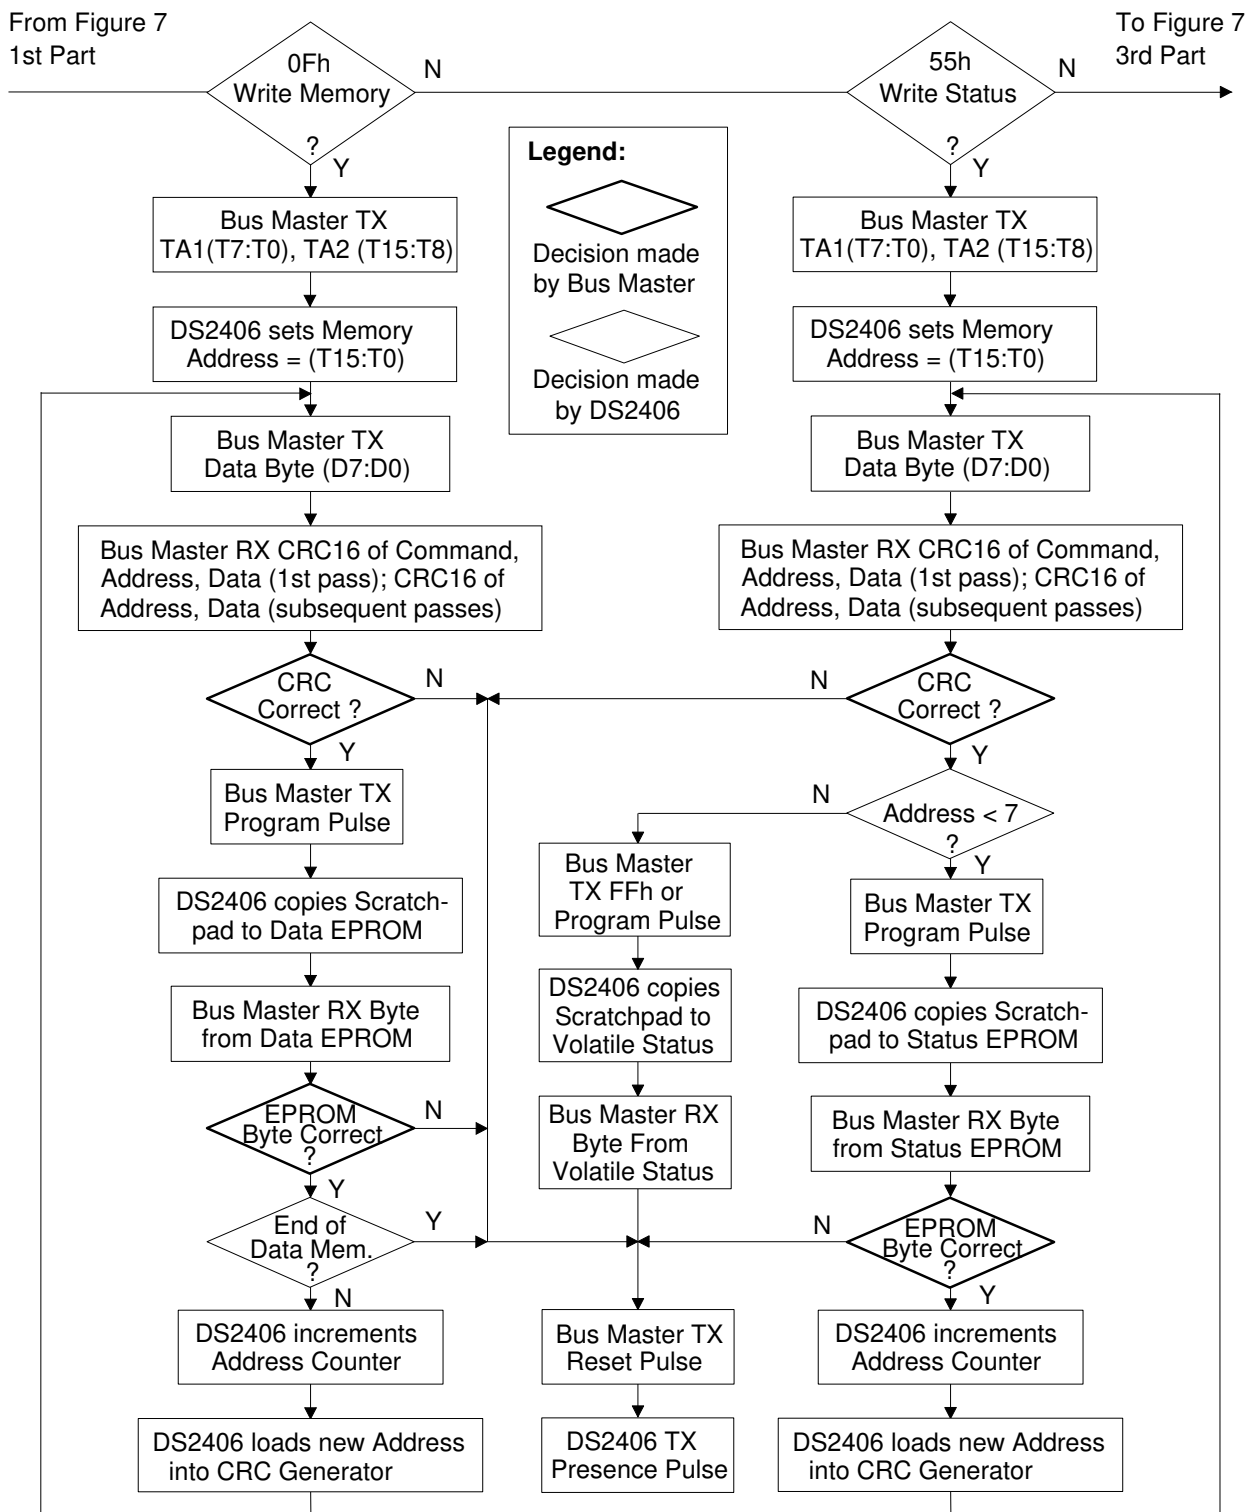 From Figure 7
1st Part
To Figure 7
3rd Part
0Fh
Write Memory
?
N
Y
55h
Write Status
?
N
Y
Legend:
Decision made
by Bus Master
Decision made
by DS2406
Bus Master TX
TA1(T7:T0), TA2 (T15:T8)
DS2406 sets Memory
Address = (T15:T0)
Bus Master TX
Data Byte (D7:D0)
Bus Master RX CRC16 of Command,
Address, Data (1st pass); CRC16 of
Address, Data (subsequent passes)
CRC
Correct ?
N
Y
Bus Master TX
Program Pulse
DS2406 copies Scratch-
pad to Data EPROM
Bus Master RX Byte
from Data EPROM
EPROM
Byte Correct
?
N
Y
End of
Data Mem.
?
Y
N
DS2406 increments
Address Counter
DS2406 loads new Address
into CRC Generator
Bus Master TX
TA1(T7:T0), TA2 (T15:T8)
DS2406 sets Memory
Address = (T15:T0)
Bus Master TX
Data Byte (D7:D0)
Bus Master RX CRC16 of Command,
Address, Data (1st pass); CRC16 of
Address, Data (subsequent passes)
CRC
Correct ?
N
Y
Address < 7
?
N
Y
Bus Master
TX FFh or
Program Pulse
DS2406 copies
Scratchpad to
Volatile Status
Bus Master RX
Byte From
Volatile Status
Bus Master TX
Reset Pulse
DS2406 TX
Presence Pulse
Bus Master TX
Program Pulse
DS2406 copies Scratch-
pad to Status EPROM
Bus Master RX Byte
from Status EPROM
EPROM
Byte Correct
?
N
Y
DS2406 increments
Address Counter
DS2406 loads new Address
into CRC Generator